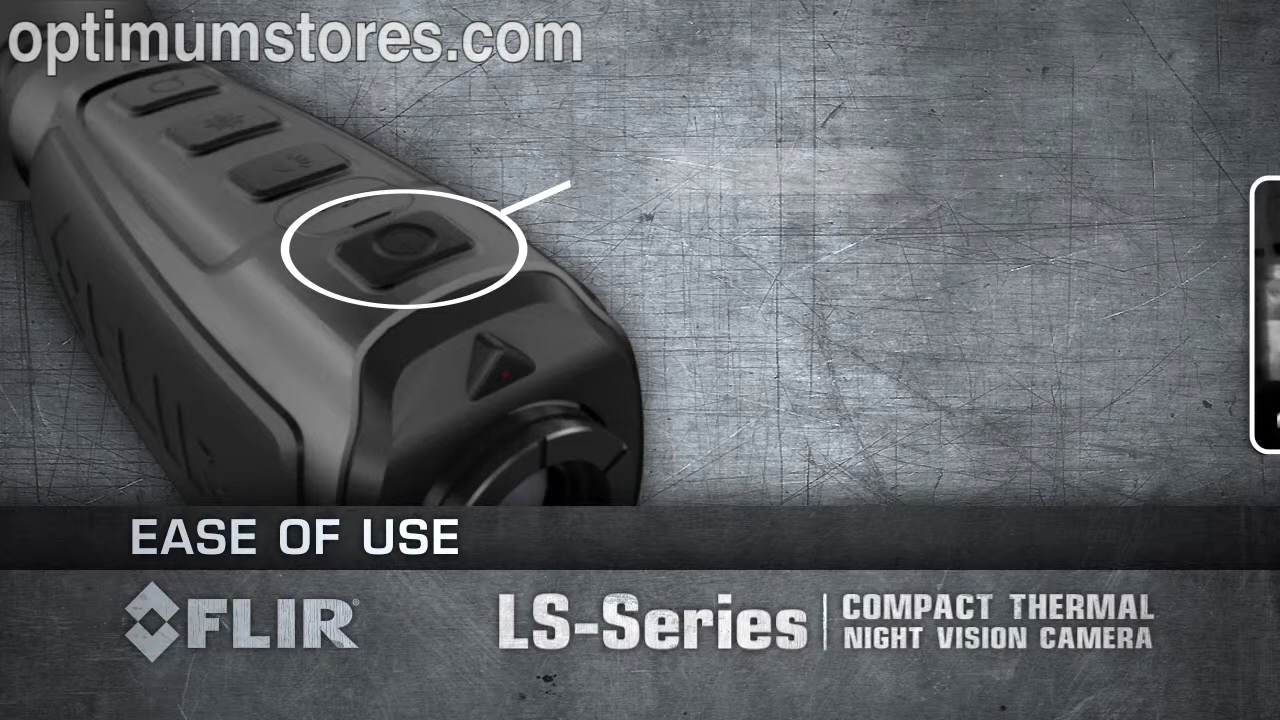 optimumstores.com
EASE OF USE
FLIR®
LS-Series
COMPACT THERMAL
NIGHT VISION CAMERA